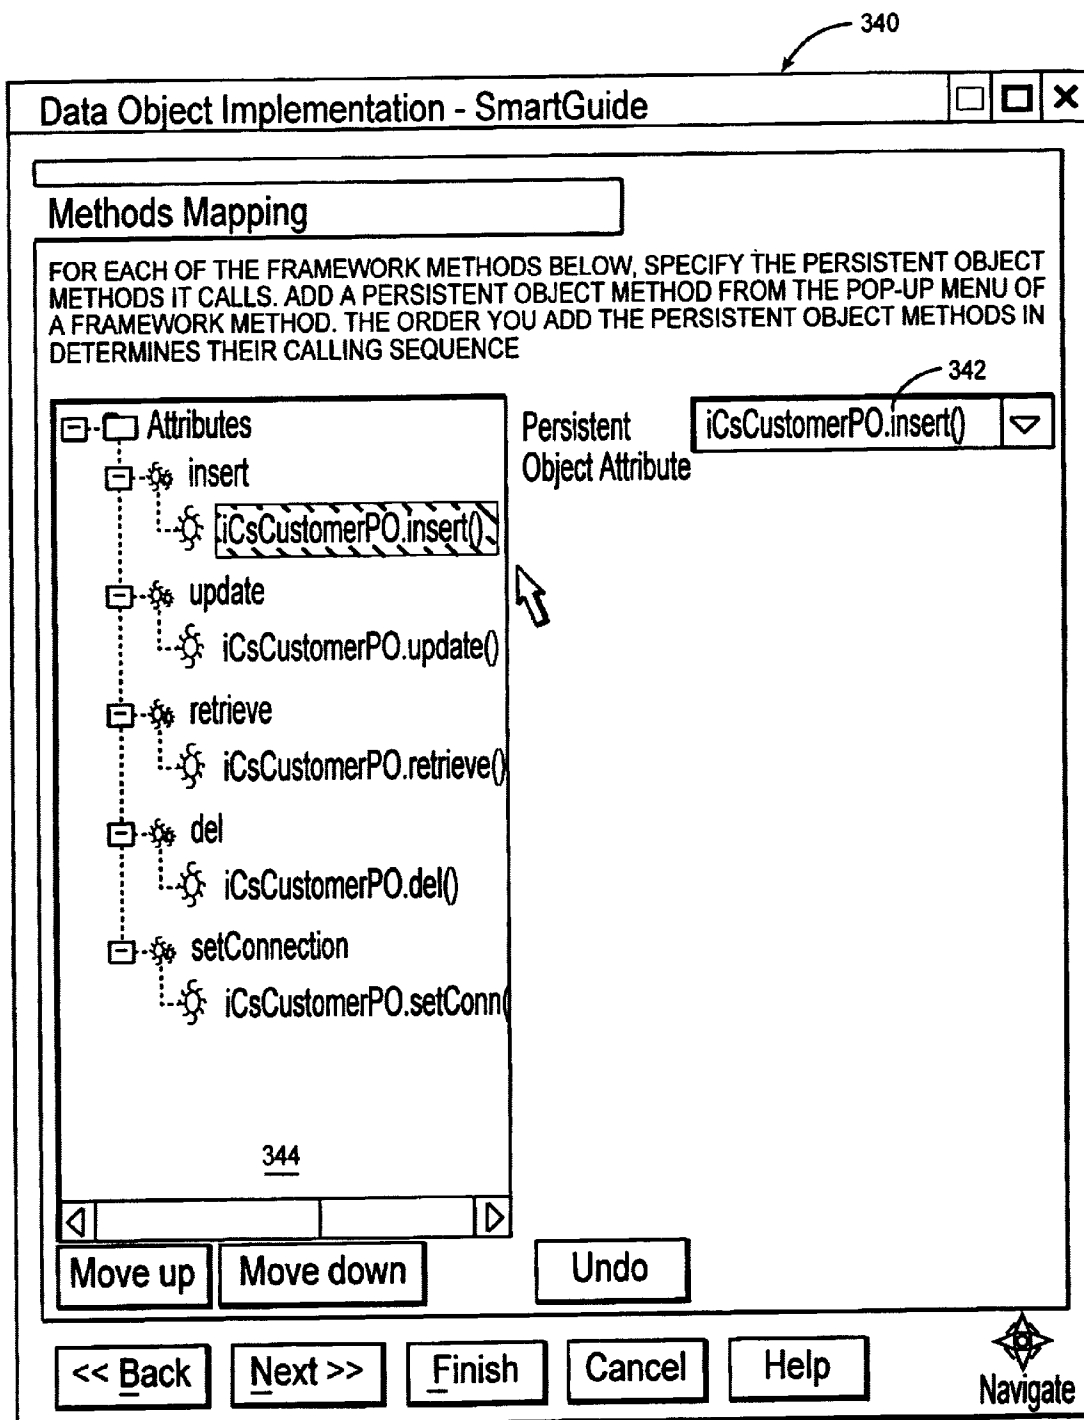 340
Data Object Implementation - SmartGuide
Methods Mapping
FOR EACH OF THE FRAMEWORK METHODS BELOW, SPECIFY THE PERSISTENT OBJECT
METHODS IT CALLS. ADD A PERSISTENT OBJECT METHOD FROM THE POP-UP MENU OF
A FRAMEWORK METHOD. THE ORDER YOU ADD THE PERSISTENT OBJECT METHODS IN
DETERMINES THEIR CALLING SEQUENCE
342
Attributes
insert
iCsCustomerPO.insert()
update
iCsCustomerPO.update()
retrieve
iCsCustomerPO.retrieve()
del
iCsCustomerPO.del()
setConnection
iCsCustomerPO.setConn(
344
Persistent
Object Attribute
iCsCustomerPO.insert()
Move up
Move down
Undo
<< Back
Next >>
Finish
Cancel
Help
Navigate